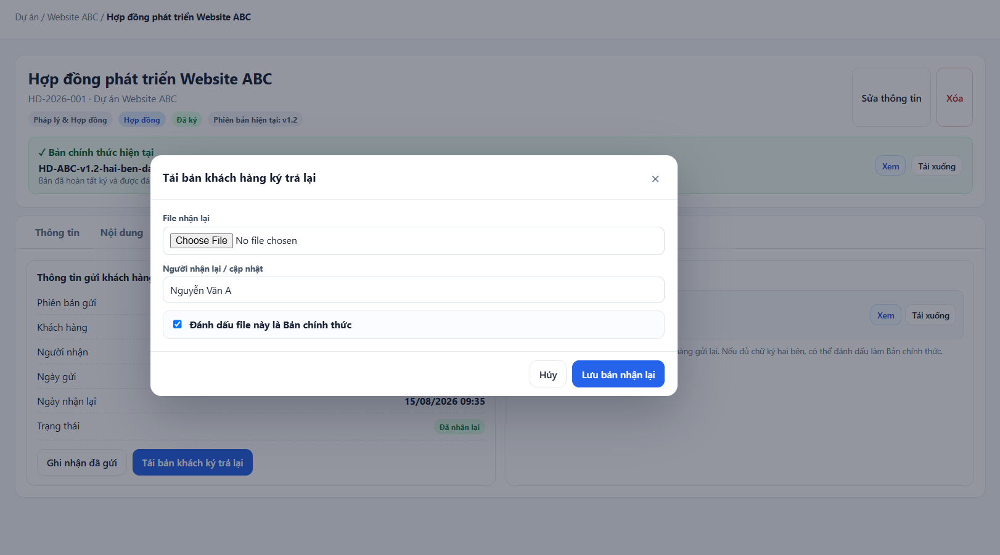 Dự án / Website ABC / Hợp đồng phát triển Website ABC
Hợp đồng phát triển Website ABC
HD-2026-001 · Dự án Website ABC
Sửa thông tin
Xóa
Pháp lý & Hợp đồng
Hợp đồng
Đã ký
Phiên bản hiện tại: v1.2
✓ Bản chính thức hiện tại
HD-ABC-v1.2-hai-ben-da
Bản đã hoàn tất ký và được đá
Xem
Tải xuống
Tải bản khách hàng ký trả lại
×
File nhận lại
Choose File No file chosen
Người nhận lại / cập nhật
Nguyễn Văn A
Đánh dấu file này là Bản chính thức
Hủy
Lưu bản nhận lại
Thông tin
Nội dung
Thông tin gửi khách hàng
Phiên bản gửi
Khách hàng
Người nhận
Ngày gửi
Ngày nhận lại
15/08/2026 09:35
Trạng thái
Đã nhận lại
Ghi nhận đã gửi
Tải bản khách ký trả lại
Xem
Tải xuống
hàng gửi lại. Nếu đủ chữ ký hai bên, có thể đánh dấu làm Bản chính thức.